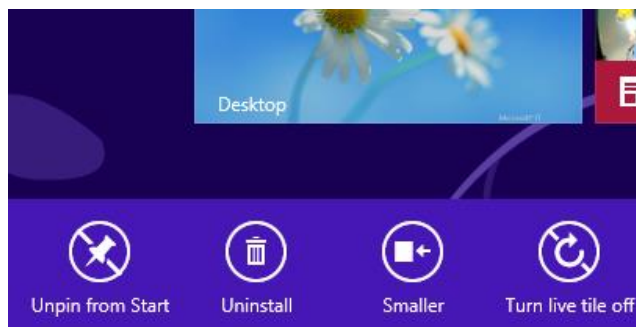 Desktop
Unpin from Start
Uninstall
Smaller
Turn live tile off